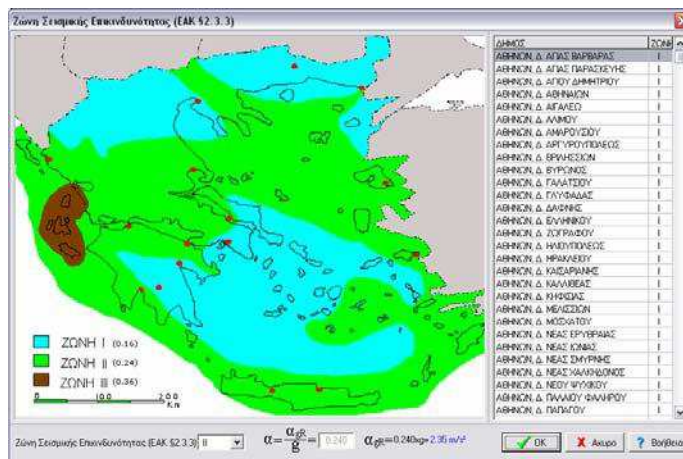 Ζώνη Σεισμικής Επικινδυνότητας (ΕΑΚ §2.3.3)
ΔΗΜΟΣ ΖΩΝΗ
ΑΘΗΝΩΝ, Δ. ΑΓΙΑΣ ΒΑΡΒΑΡΑΣ I
ΑΘΗΝΩΝ, Δ. ΑΓΙΑΣ ΠΑΡΑΣΚΕΥΗΣ I
ΑΘΗΝΩΝ, Δ. ΑΓΙΟΥ ΔΗΜΗΤΡΙΟΥ I
ΑΘΗΝΩΝ, Δ. ΑΘΗΝΑΙΩΝ I
ΑΘΗΝΩΝ, Δ. ΑΙΓΑΛΕΩ I
ΑΘΗΝΩΝ, Δ. ΑΛΙΜΟΥ I
ΑΘΗΝΩΝ, Δ. ΑΜΑΡΟΥΣΙΟΥ I
ΑΘΗΝΩΝ, Δ. ΑΡΓΥΡΟΥΠΟΛΕΩΣ I
ΑΘΗΝΩΝ, Δ. ΒΡΙΛΗΣΣΙΩΝ I
ΑΘΗΝΩΝ, Δ. ΒΥΡΩΝΟΣ I
ΑΘΗΝΩΝ, Δ. ΓΑΛΑΤΣΙΟΥ I
ΑΘΗΝΩΝ, Δ. ΓΛΥΦΑΔΑΣ I
ΑΘΗΝΩΝ, Δ. ΔΑΦΝΗΣ I
ΑΘΗΝΩΝ, Δ. ΕΛΛΗΝΙΚΟΥ I
ΑΘΗΝΩΝ, Δ. ΖΩΓΡΑΦΟΥ I
ΑΘΗΝΩΝ, Δ. ΗΛΙΟΥΠΟΛΕΩΣ I
ΑΘΗΝΩΝ, Δ. ΗΡΑΚΛΕΙΟΥ I
ΑΘΗΝΩΝ, Δ. ΚΑΙΣΑΡΙΑΝΗΣ I
ΑΘΗΝΩΝ, Δ. ΚΑΛΛΙΘΕΑΣ I
ΑΘΗΝΩΝ, Δ. ΚΗΦΙΣΙΑΣ I
ΑΘΗΝΩΝ, Δ. ΜΕΛΙΣΣΙΩΝ I
ΑΘΗΝΩΝ, Δ. ΜΟΣΧΑΤΟΥ I
ΑΘΗΝΩΝ, Δ. ΝΕΑΣ ΕΡΥΘΡΑΙΑΣ I
ΑΘΗΝΩΝ, Δ. ΝΕΑΣ ΙΩΝΙΑΣ I
ΑΘΗΝΩΝ, Δ. ΝΕΑΣ ΣΜΥΡΝΗΣ I
ΑΘΗΝΩΝ, Δ. ΝΕΑΣ ΧΑΛΚΗΔΟΝΟΣ I
ΑΘΗΝΩΝ, Δ. ΝΕΟΥ ΨΥΧΙΚΟΥ I
ΑΘΗΝΩΝ, Δ. ΠΑΛΑΙΟΥ ΦΑΛΗΡΟΥ I
ΑΘΗΝΩΝ, Δ. ΠΑΠΑΓΟΥ I
ΖΩΝΗ I (0.16)
ΖΩΝΗ II (0.24)
ΖΩΝΗ III (0.36)
0 100 200
Km
Ζώνη Σεισμικής Επικινδυνότητας (ΕΑΚ §2.3.3) II
α=αgR/g= 0.240
αgR=0.240xg=2.35 m/s²
OK
Ακυρο
Βοήθεια